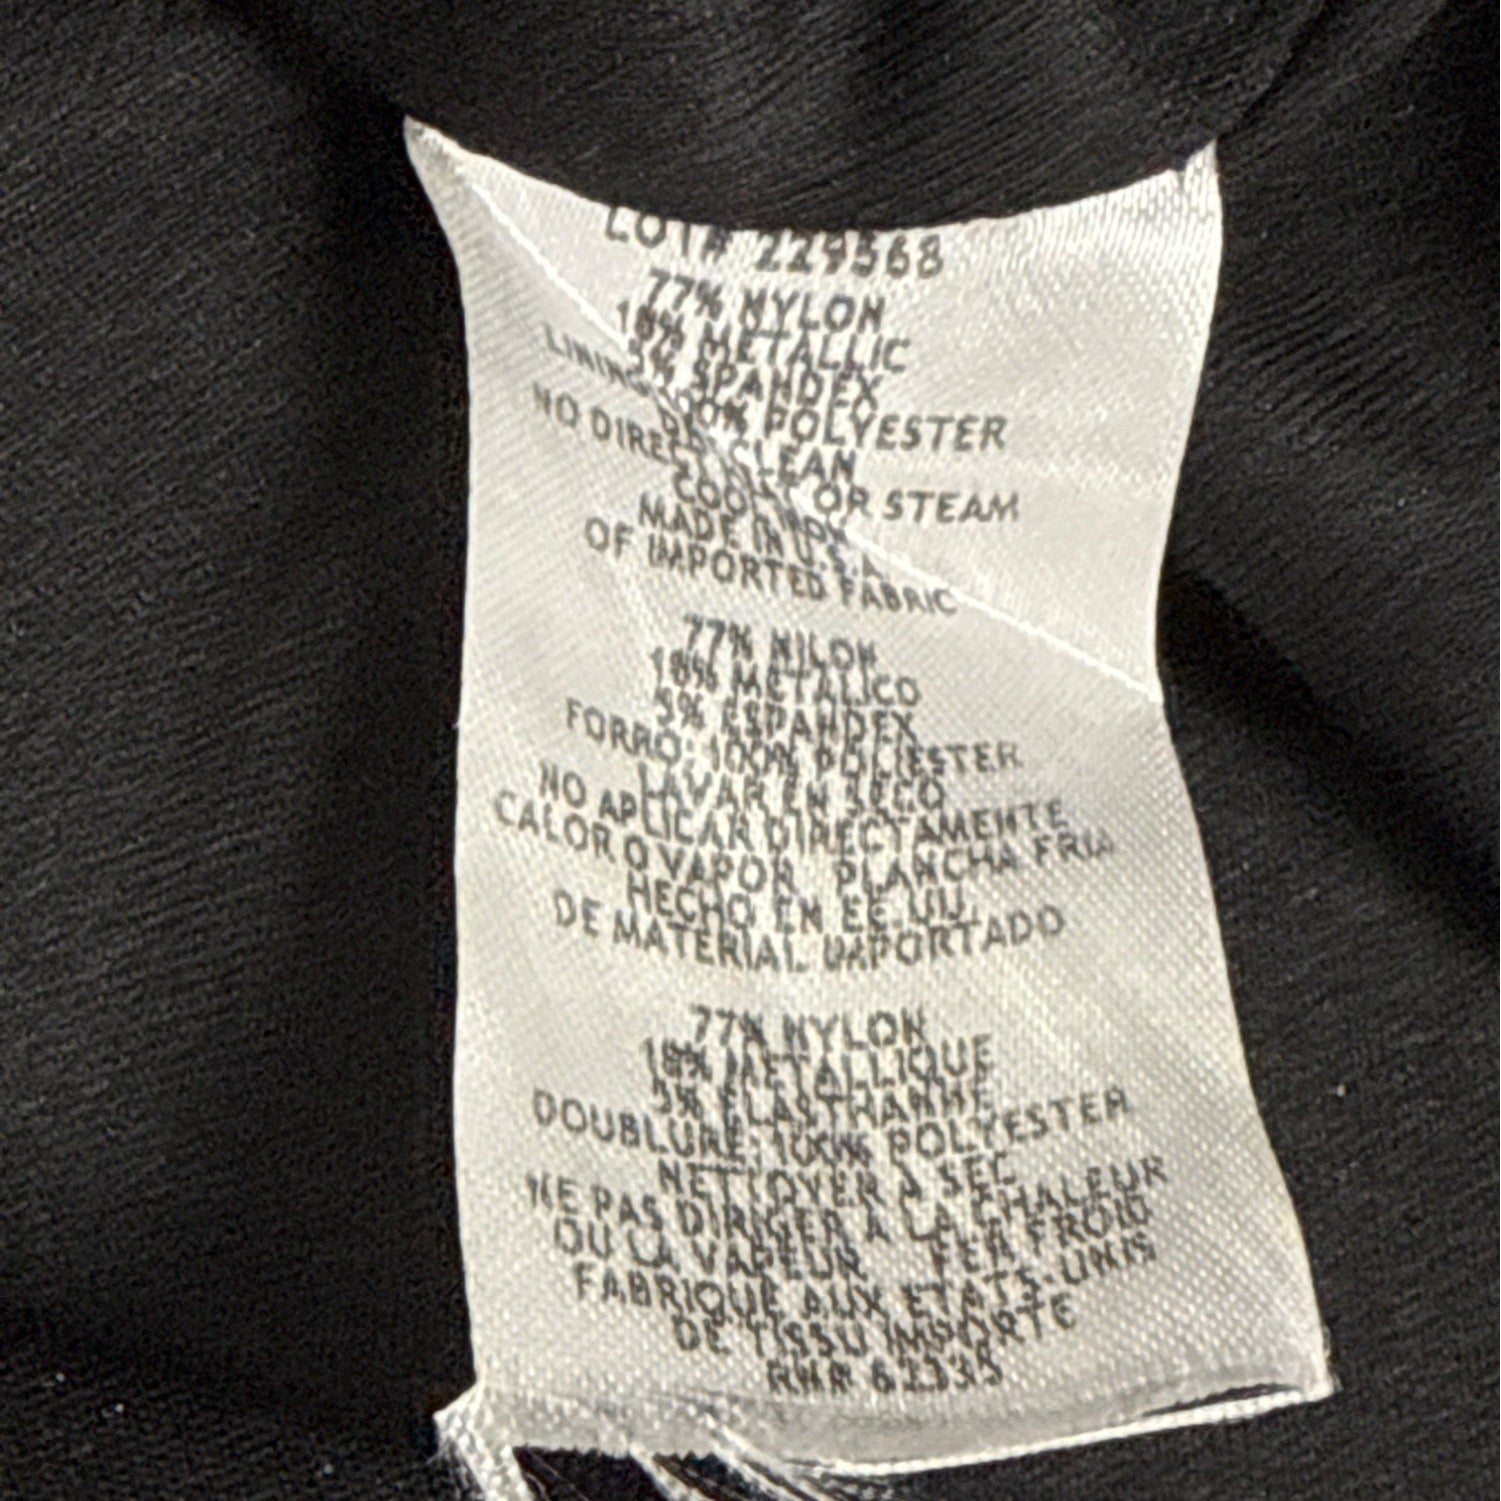 LOT# 229568
77% NYLON
18% METALLIC
5% SPANDEX
LINING: 100% POLYESTER
DRY CLEAN
NO DIRECT OR STEAM
COOL
MADE IN U.S.A.
OF IMPORTED FABRIC
77% NILON
18% METALICO
5% ESPANDEX
FORRO: 100% POLIESTER
LAVAR EN SECO
NO APLICAR DIRECTAMENTE
CALOR O VAPOR PLANCHA FRIA
HECHO EN EE.UU.
DE MATERIAL IMPORTADO
77% NYLON
18% METALLIQUE
5% ELASTHANNE
DOUBLURE: 100% POLYESTER
NETTOYER A SEC
NE PAS DIRIGER A LA CHALEUR
OU LA VAPEUR FER FROID
FABRIQUE AUX ETATS-UNIS
DE TISSU IMPORTE
RN# 62335